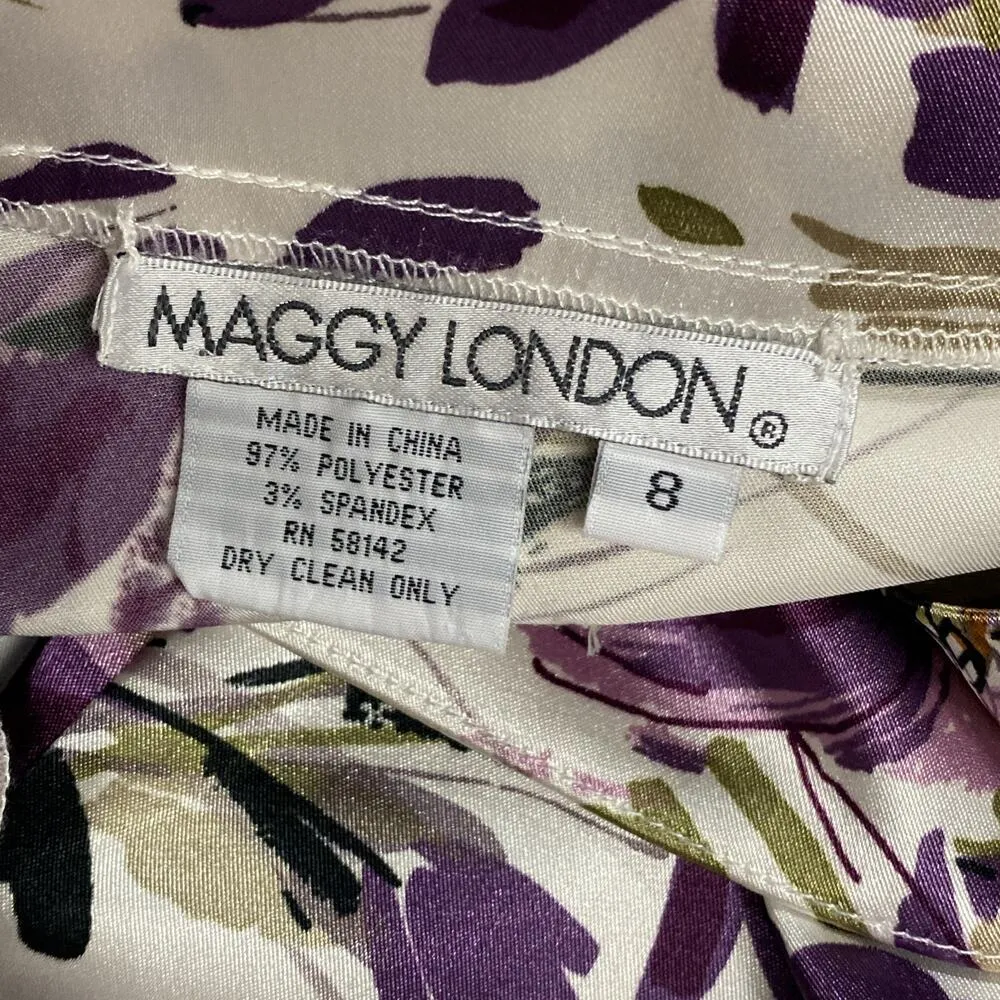 MAGGY LONDON®
MADE IN CHINA
97% POLYESTER
3% SPANDEX
RN 58142
DRY CLEAN ONLY
8